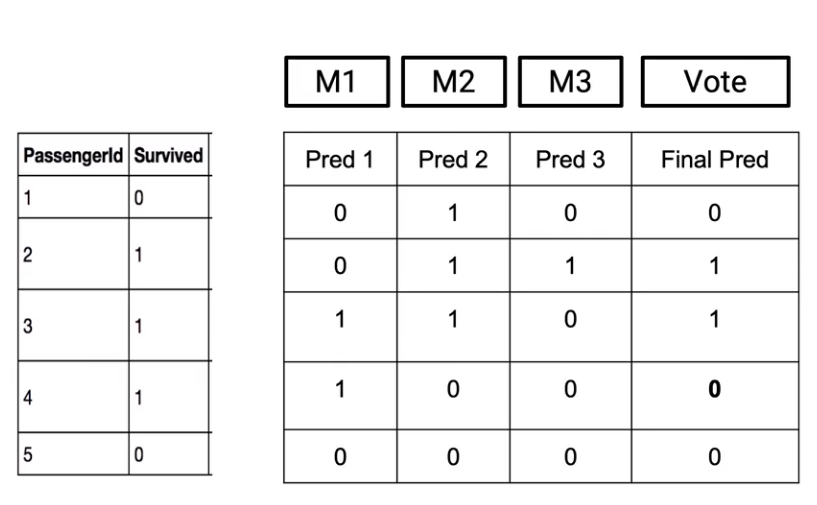 M1 M2 M3 Vote
PassengerId Survived Pred 1 Pred 2 Pred 3 Final Pred
1 0 0 1 0 0
2 1 0 1 1 1
3 1 1 1 0 1
4 1 1 0 0 0
5 0 0 0 0 0